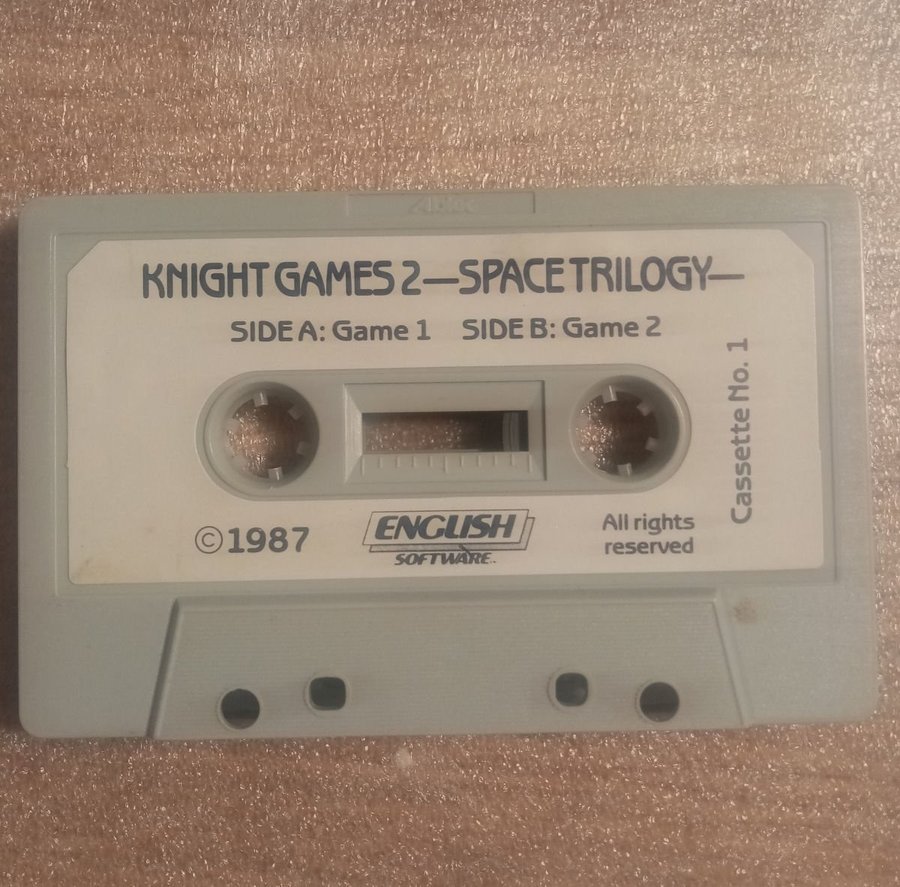 KNIGHT GAMES 2—SPACE TRILOGY—
SIDE A: Game 1 SIDE B: Game 2
Cassette No. 1
©1987
ENGLISH
SOFTWARE
All rights
reserved